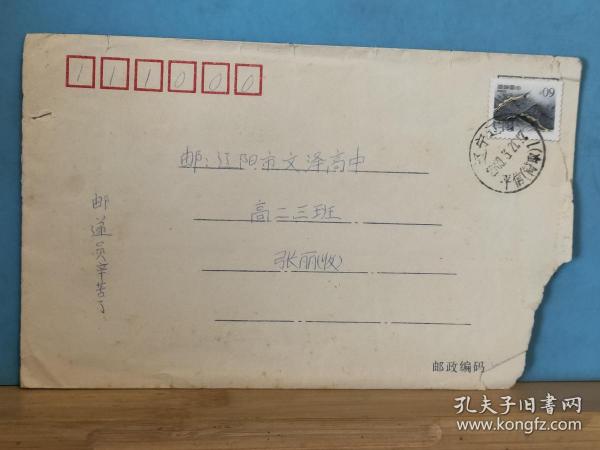 111000
邮:辽阳市文泽高中
高二三班
张丽(收)
邮递员辛苦了
邮政编码
孔夫子旧书网
www.kongfz.com